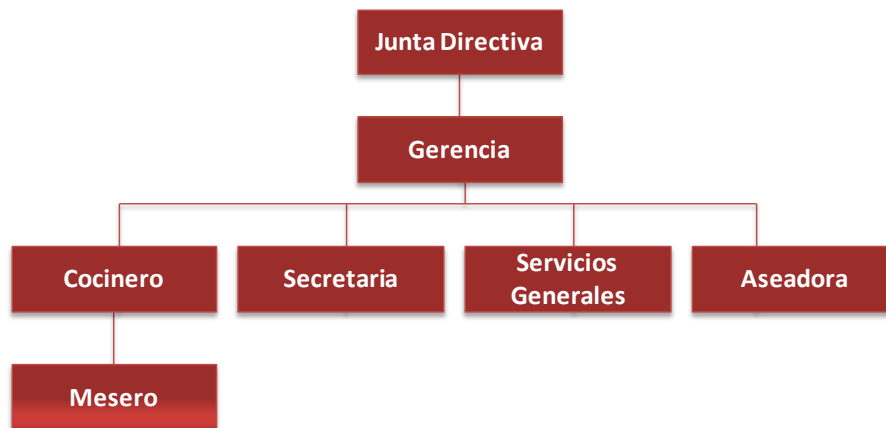 Junta Directiva
Gerencia
Cocinero
Secretaria
Servicios
Generales
Aseadora
Mesero